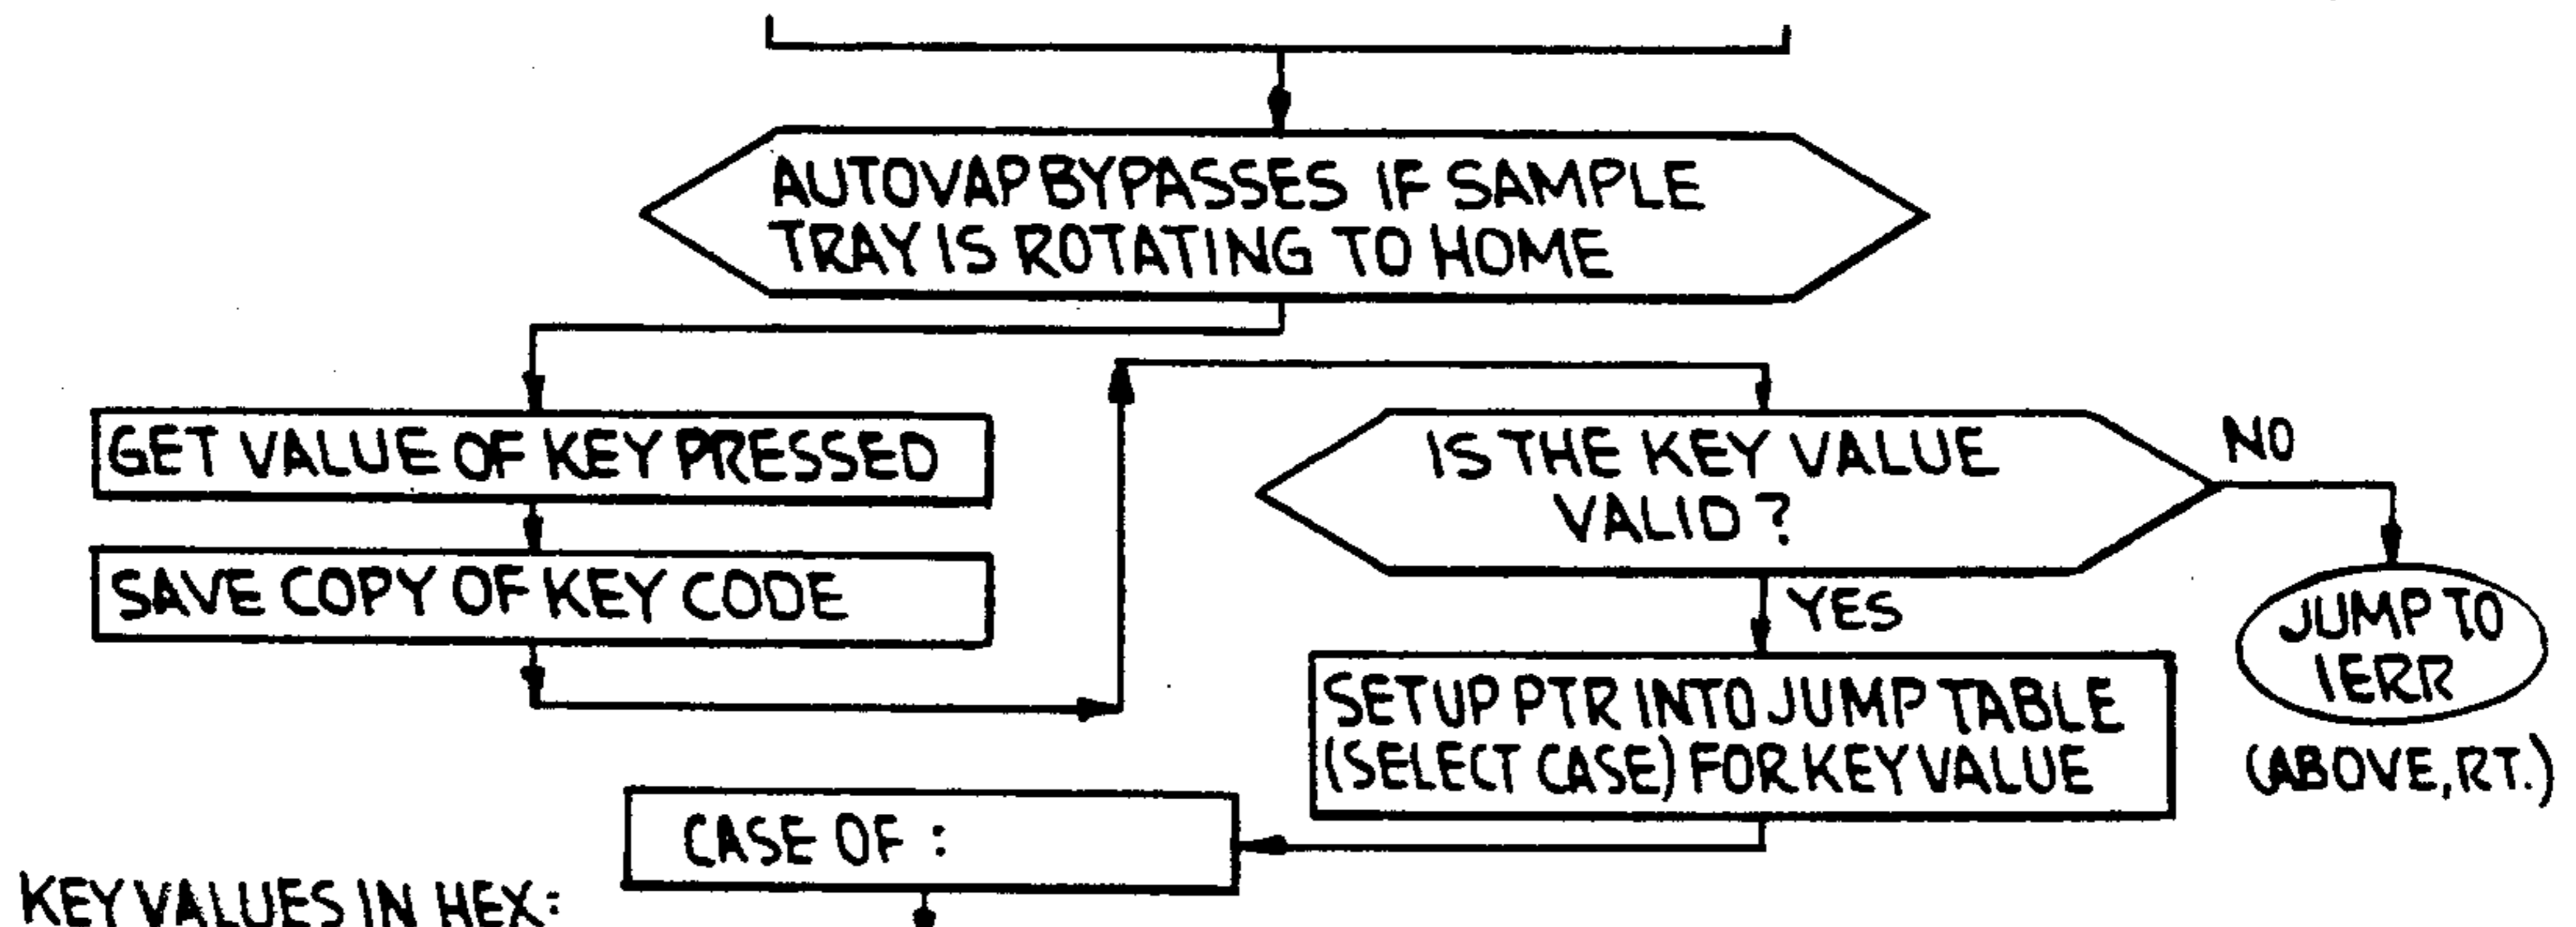 AUTOVAP BYPASSES IF SAMPLE
TRAY IS ROTATING TO HOME
GET VALUE OF KEY PRESSED
SAVE COPY OF KEY CODE
IS THE KEY VALUE
VALID?
NO
YES
JUMP TO
IERR
(ABOVE, RT.)
SETUP PTR INTO JUMP TABLE
(SELECT CASE) FOR KEY VALUE
CASE OF :
KEY VALUES IN HEX: